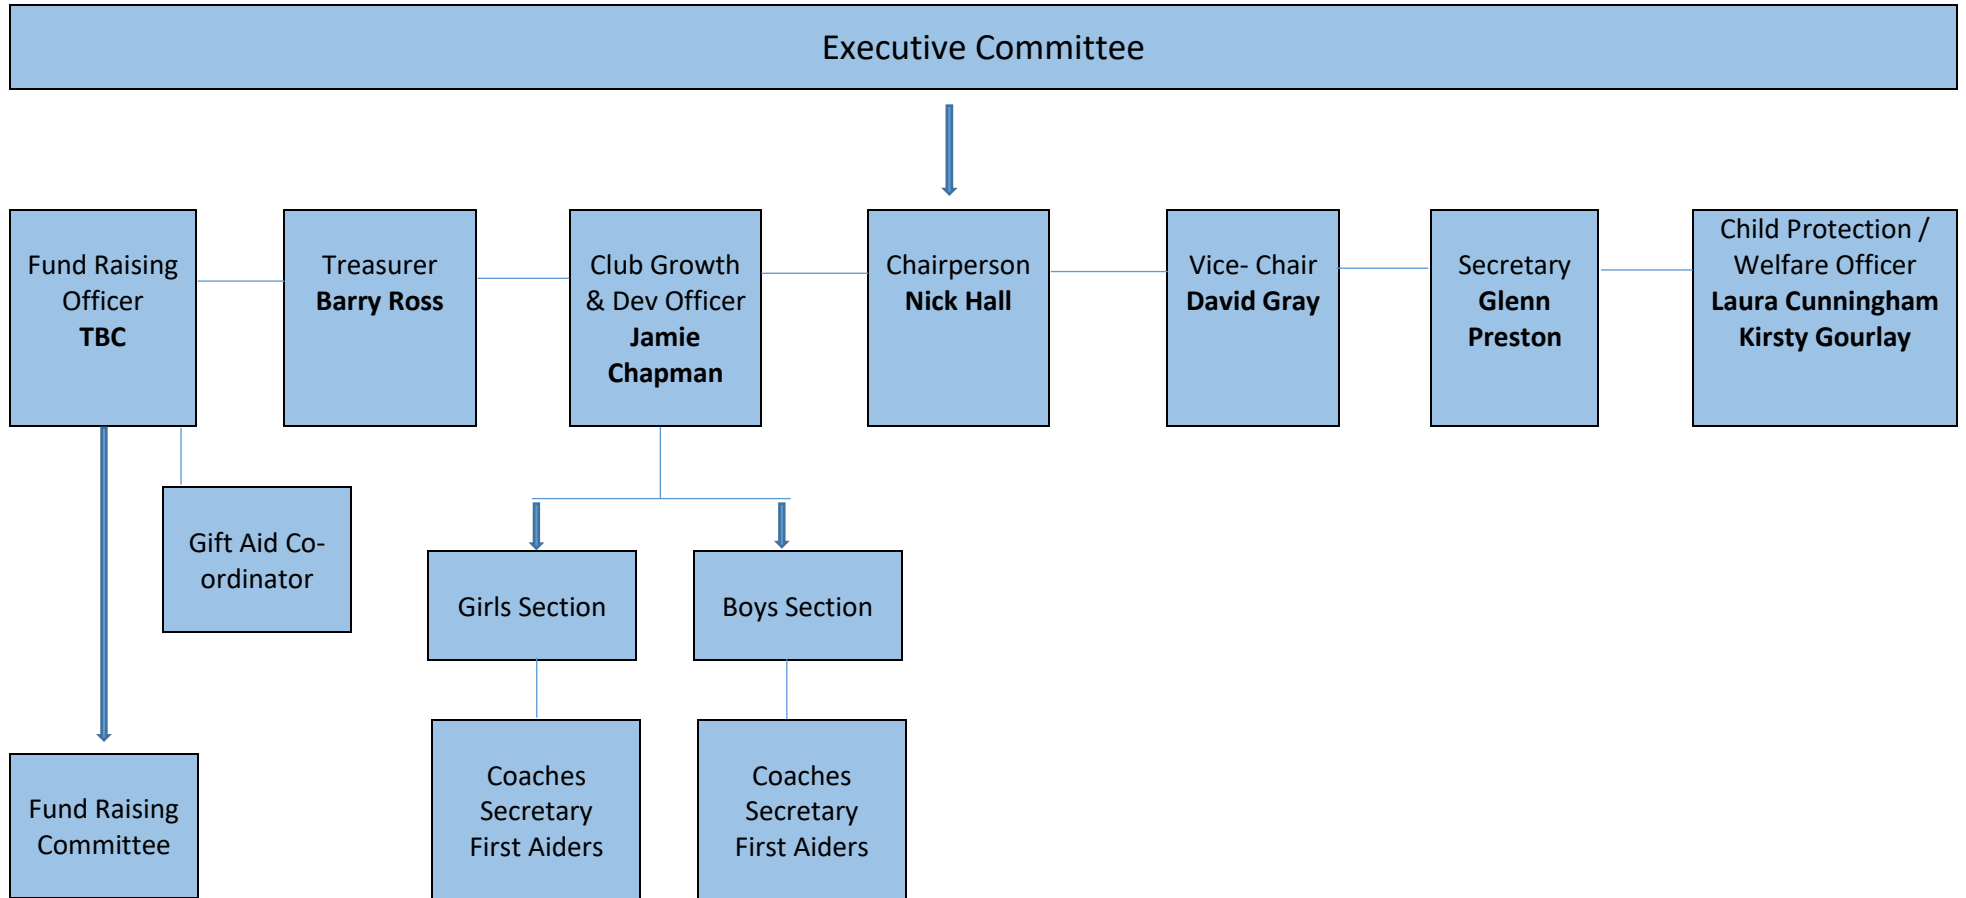 Executive Committee
Fund Raising
Officer
TBC
Treasurer
Barry Ross
Club Growth
& Dev Officer
Jamie
Chapman
Chairperson
Nick Hall
Vice- Chair
David Gray
Secretary
Glenn
Preston
Child Protection /
Welfare Officer
Laura Cunningham
Kirsty Gourlay
Gift Aid Co-
ordinator
Girls Section
Boys Section
Fund Raising
Committee
Coaches
Secretary
First Aiders
Coaches
Secretary
First Aiders